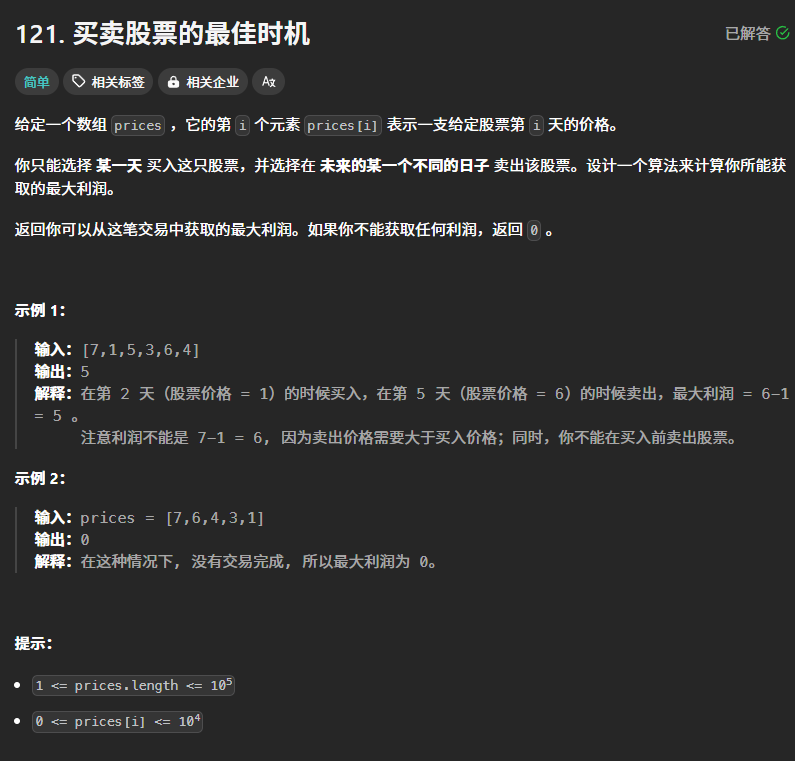 121. 买卖股票的最佳时机
已解答
简单 相关标签 相关企业 Aχ
给定一个数组 prices ，它的第 i 个元素 prices[i] 表示一支给定股票第 i 天的价格。
你只能选择 某一天 买入这只股票，并选择在 未来的某一个不同的日子 卖出该股票。设计一个算法来计算你所能获
取的最大利润。
返回你可以从这笔交易中获取的最大利润。如果你不能获取任何利润，返回 0 。
示例 1：
输入：[7,1,5,3,6,4]
输出：5
解释：在第 2 天（股票价格 = 1）的时候买入，在第 5 天（股票价格 = 6）的时候卖出，最大利润 = 6-1
= 5 。
注意利润不能是 7-1 = 6, 因为卖出价格需要大于买入价格；同时，你不能在买入前卖出股票。
示例 2：
输入：prices = [7,6,4,3,1]
输出：0
解释：在这种情况下, 没有交易完成, 所以最大利润为 0。
提示：
1 <= prices.length <= 10⁵
0 <= prices[i] <= 10⁴